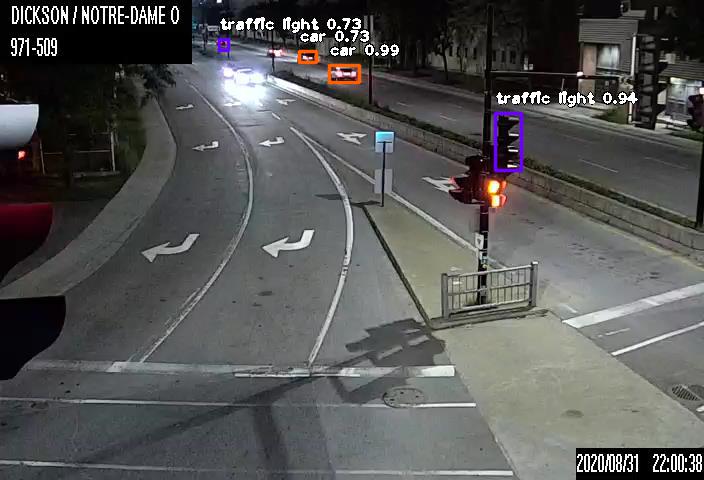 DICKSON / NOTRE-DAME O
971-509
traffic light 0.73
car 0.73
car 0.99
traffic light 0.94
2020/08/31 22:00:38